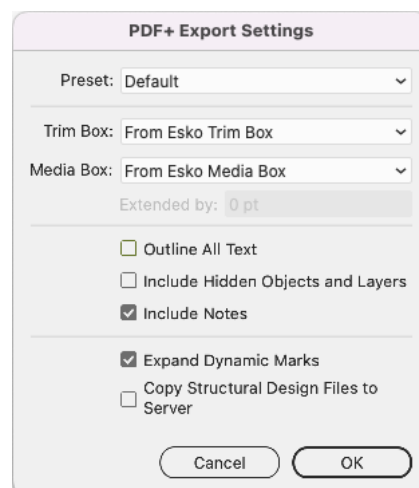 PDF+ Export Settings
Preset: Default
Trim Box: From Esko Trim Box
Media Box: From Esko Media Box
Extended by: 0 pt
Outline All Text
Include Hidden Objects and Layers
Include Notes
Expand Dynamic Marks
Copy Structural Design Files to
Server
Cancel OK